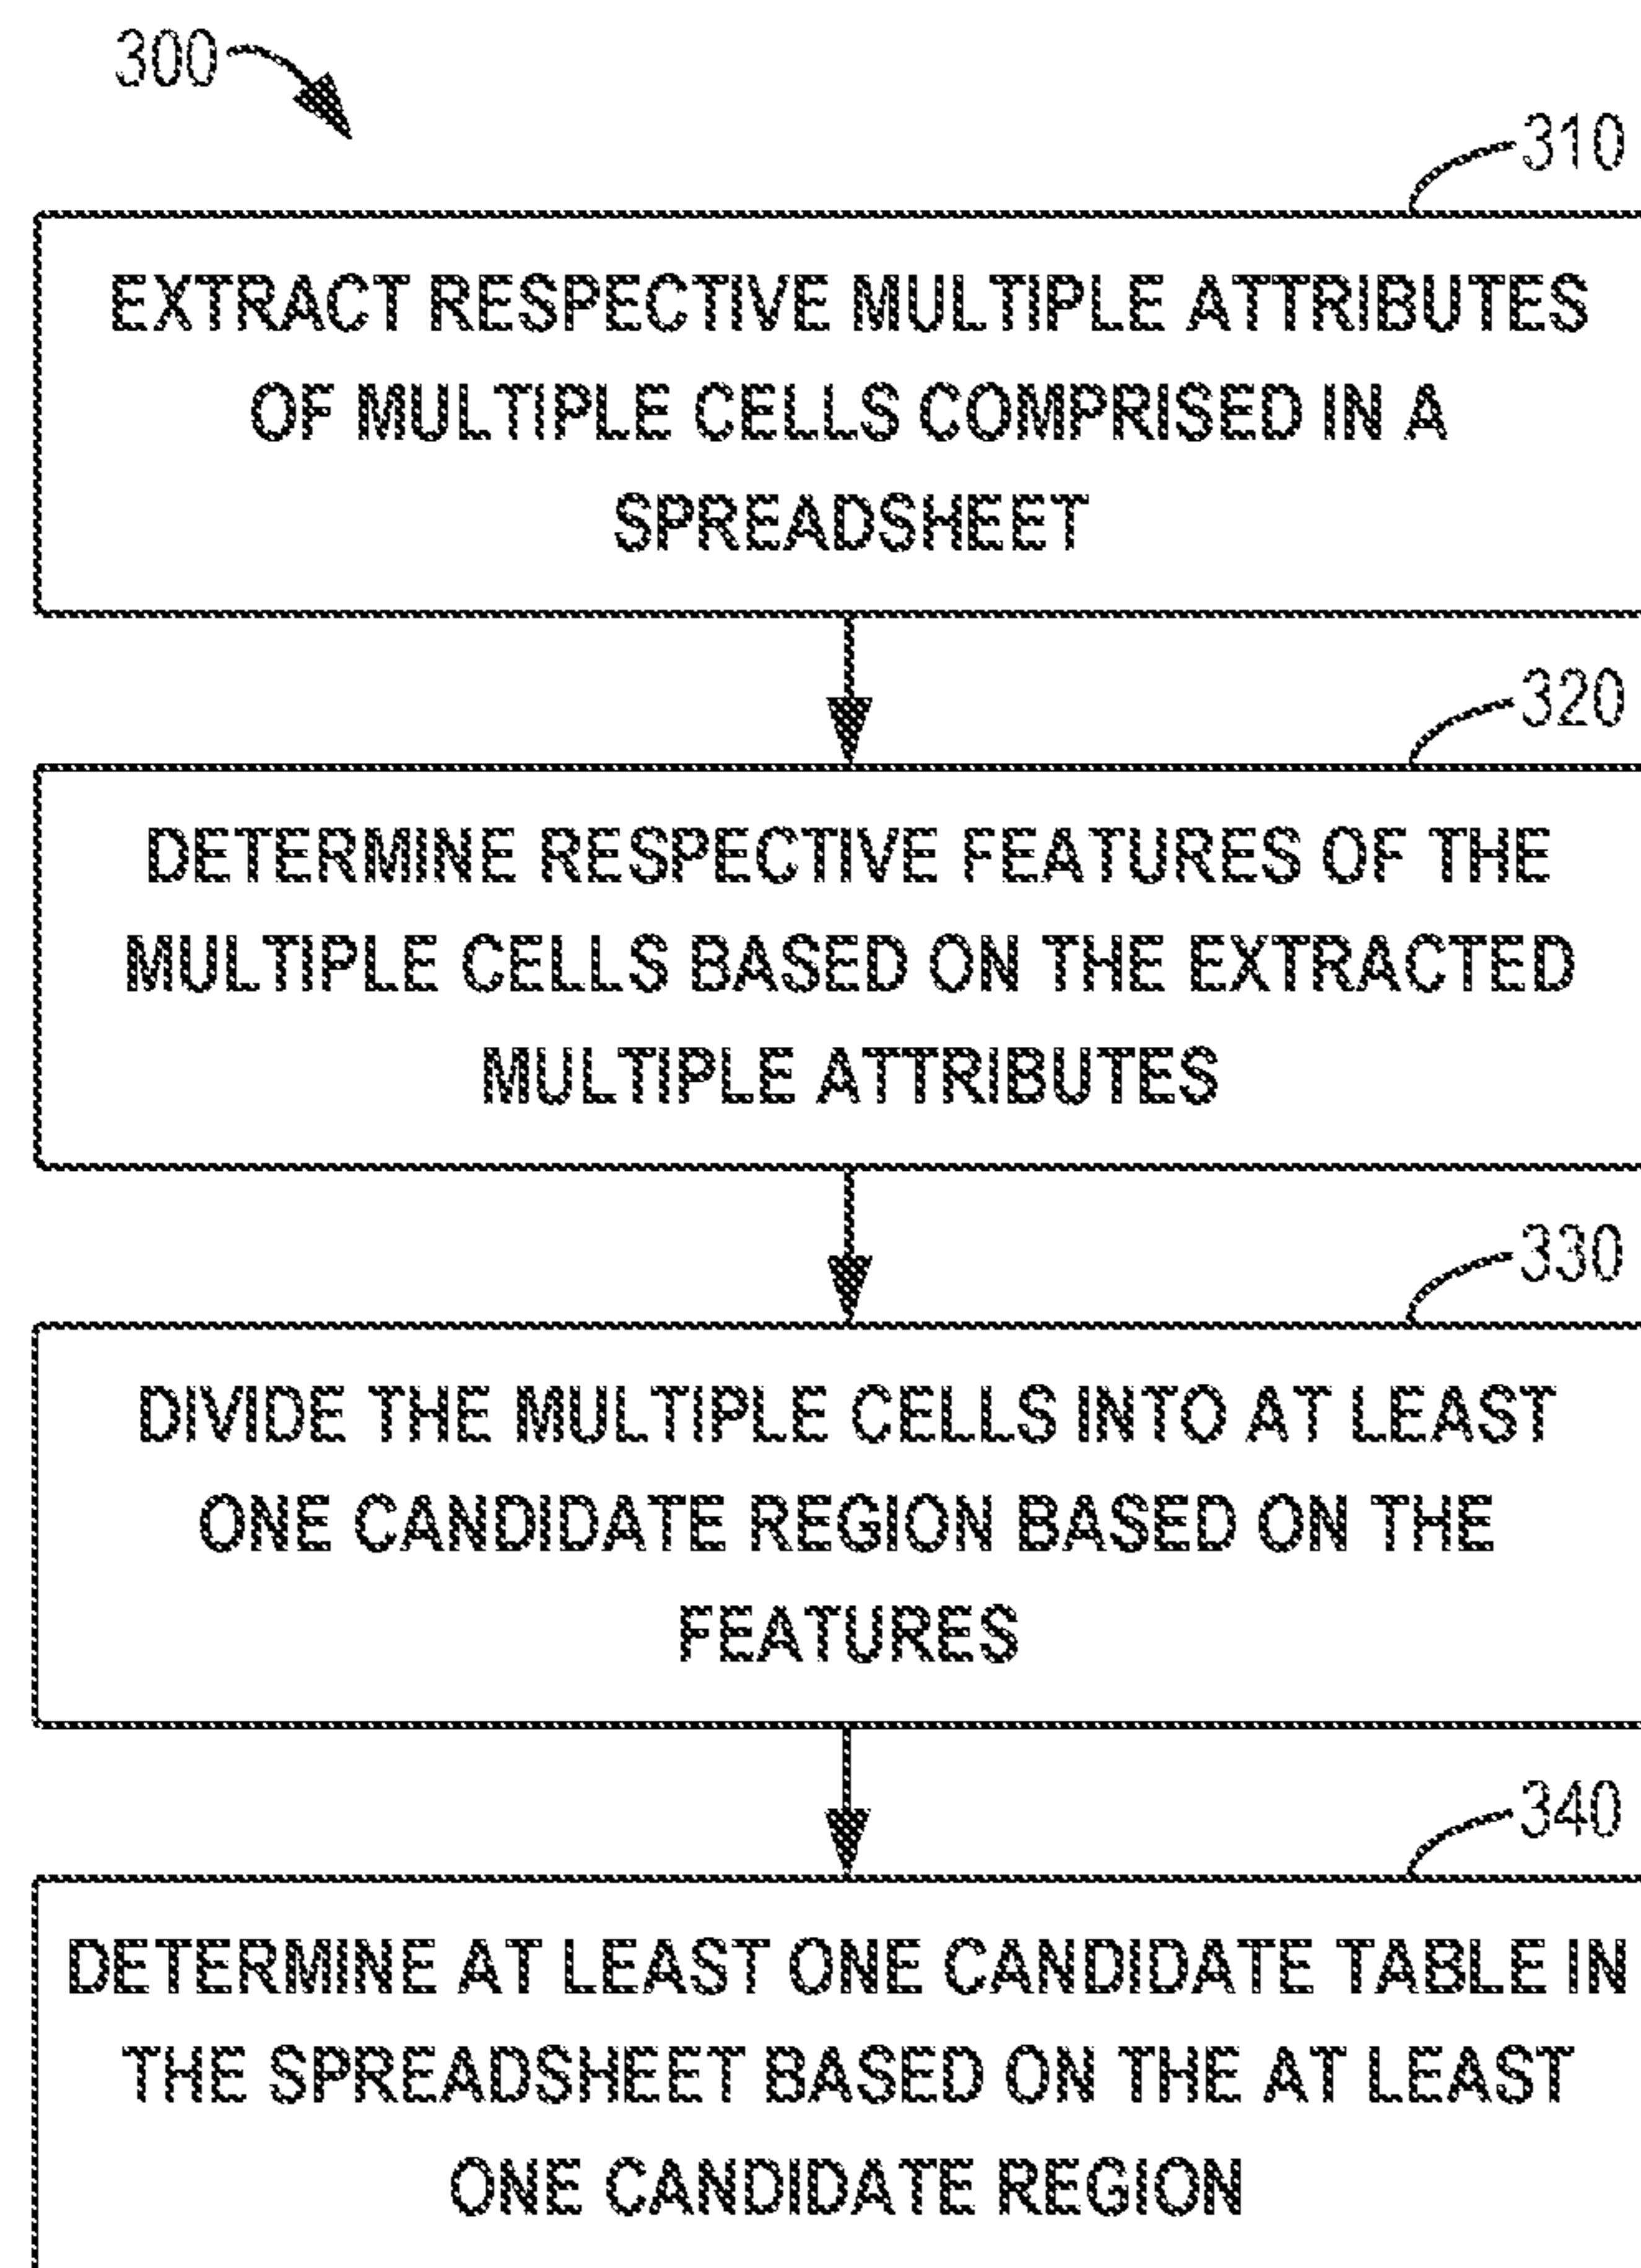 300
310
EXTRACT RESPECTIVE MULTIPLE ATTRIBUTES
OF MULTIPLE CELLS COMPRISED IN A
SPREADSHEET
320
DETERMINE RESPECTIVE FEATURES OF THE
MULTIPLE CELLS BASED ON THE EXTRACTED
MULTIPLE ATTRIBUTES
330
DIVIDE THE MULTIPLE CELLS INTO AT LEAST
ONE CANDIDATE REGION BASED ON THE
FEATURES
340
DETERMINE AT LEAST ONE CANDIDATE TABLE IN
THE SPREADSHEET BASED ON THE AT LEAST
ONE CANDIDATE REGION